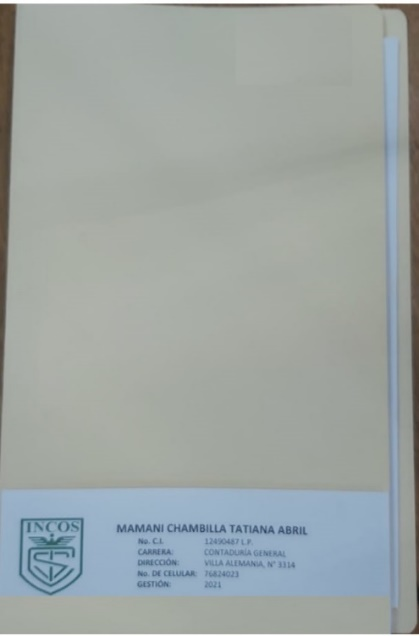 INCOS
MAMANI CHAMBILLA TATIANA ABRIL
No. C.I. 12490487 L.P.
CARRERA: CONTADURÍA GENERAL
DIRECCIÓN: VILLA ALEMANIA, N° 3314
No. DE CELULAR: 76824023
GESTIÓN: 2021